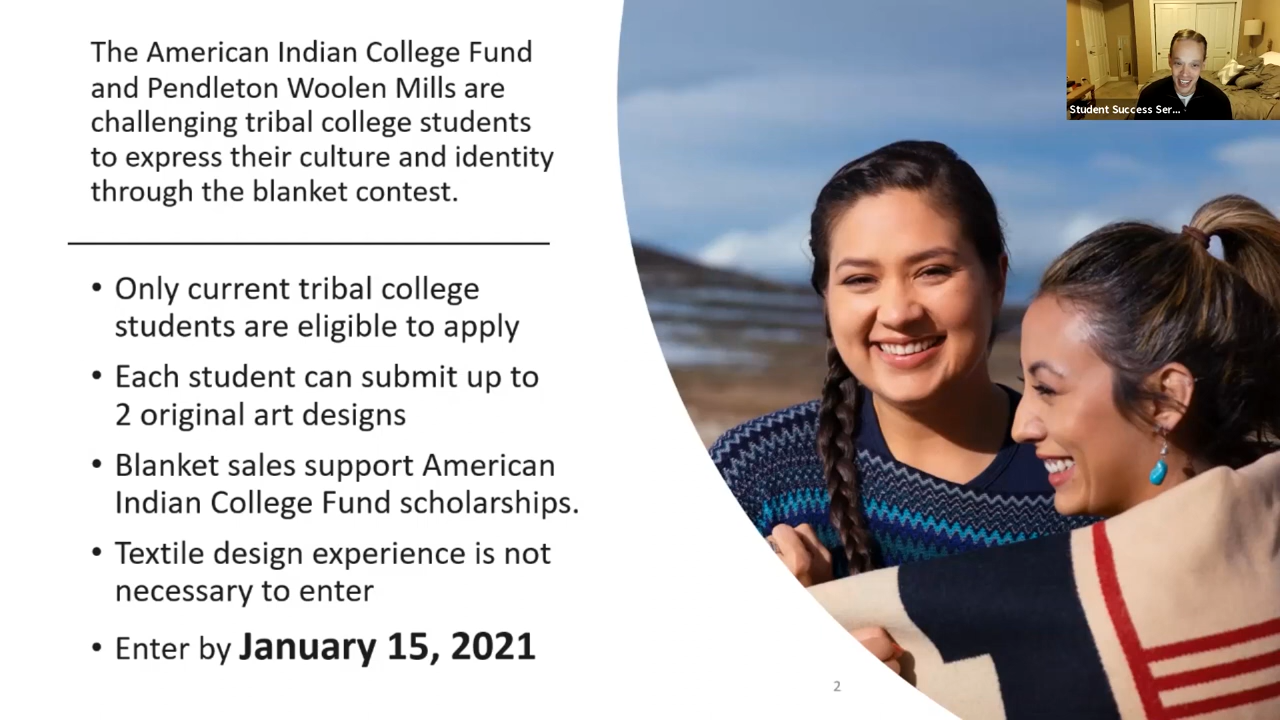 The American Indian College Fund
and Pendleton Woolen Mills are
challenging tribal college students
to express their culture and identity
through the blanket contest.
• Only current tribal college
students are eligible to apply
• Each student can submit up to
2 original art designs
• Blanket sales support American
Indian College Fund scholarships.
• Textile design experience is not
necessary to enter
• Enter by January 15, 2021
2
Student Success Ser...